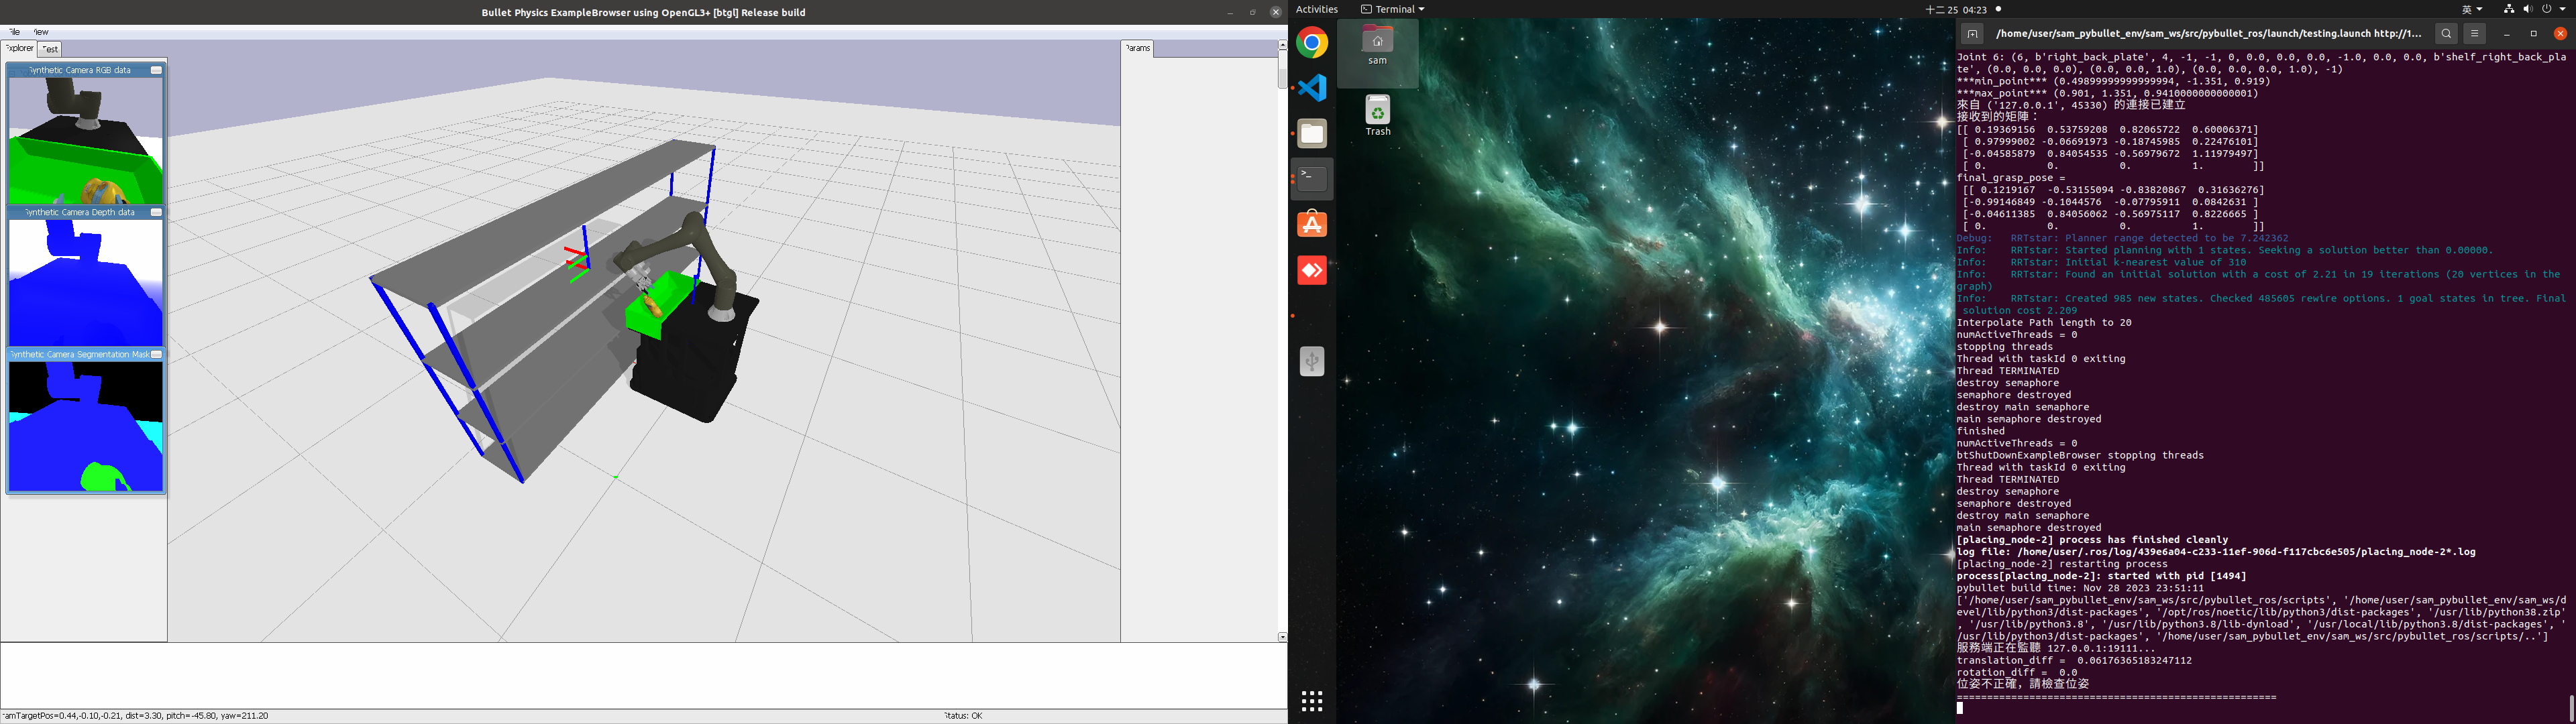 Bullet Physics ExampleBrowser using OpenGL3+ [btgl] Release build
File View
Explorer Test
Params
Synthetic Camera RGB data
Synthetic Camera Depth data
Synthetic Camera Segmentation Mask
camTargetPos=0.44,-0.10,-0.21, dist=3.30, pitch=-45.80, yaw=211.20
Status: OK
Activities
Terminal
十二 25 04:23
英
sam
Trash
/home/user/sam_pybullet_env/sam_ws/src/pybullet_ros/launch/testing.launch http://1...
Joint 6: (6, b'right_back_plate', 4, -1, -1, 0, 0.0, 0.0, 0.0, -1.0, 0.0, 0.0, b'shelf_right_back_pla
te', (0.0, 0.0, 0.0), (0.0, 0.0, 1.0), (0.0, 0.0, 0.0, 1.0), -1)
***min_point*** (0.49899999999999994, -1.351, 0.919)
***max_point*** (0.901, 1.351, 0.9410000000000001)
來自 ('127.0.0.1', 45330) 的連接已建立
接收到的矩陣：
[[ 0.19369156  0.53759208  0.82065722  0.60006371]
[ 0.97999002 -0.06691973 -0.18745985  0.22476101]
[-0.04585879  0.84054535 -0.56979672  1.11979497]
[ 0.  0.  0.  1.  ]]
final_grasp_pose =
[[ 0.1219167  -0.53155094 -0.83820867  0.31636276]
[-0.99146849 -0.1044576  -0.07795911  0.0842631 ]
[-0.04611385  0.84056062 -0.56975117  0.8226665 ]
[ 0.  0.  0.  1.  ]]
Debug:   RRTstar: Planner range detected to be 7.242362
Info:    RRTstar: Started planning with 1 states. Seeking a solution better than 0.00000.
Info:    RRTstar: Initial k-nearest value of 310
Info:    RRTstar: Found an initial solution with a cost of 2.21 in 19 iterations (20 vertices in the
graph)
Info:    RRTstar: Created 985 new states. Checked 485605 rewire options. 1 goal states in tree. Final
solution cost 2.209
Interpolate Path length to 20
numActiveThreads = 0
stopping threads
Thread with taskId 0 exiting
Thread TERMINATED
destroy semaphore
semaphore destroyed
destroy main semaphore
main semaphore destroyed
finished
numActiveThreads = 0
btShutDownExampleBrowser stopping threads
Thread with taskId 0 exiting
Thread TERMINATED
destroy semaphore
semaphore destroyed
destroy main semaphore
main semaphore destroyed
[placing_node-2] process has finished cleanly
log file: /home/user/.ros/log/439e6a04-c233-11ef-906d-f117cbc6e505/placing_node-2*.log
[placing_node-2] restarting process
process[placing_node-2]: started with pid [1494]
pybullet build time: Nov 28 2023 23:51:11
['/home/user/sam_pybullet_env/sam_ws/src/pybullet_ros/scripts', '/home/user/sam_pybullet_env/sam_ws/d
evel/lib/python3/dist-packages', '/opt/ros/noetic/lib/python3/dist-packages', '/usr/lib/python38.zip'
, '/usr/lib/python3.8', '/usr/lib/python3.8/lib-dynload', '/usr/local/lib/python3.8/dist-packages', '
/usr/lib/python3/dist-packages', '/home/user/sam_pybullet_env/sam_ws/src/pybullet_ros/scripts/..']
服務端正在監聽 127.0.0.1:19111...
translation_diff =  0.06176365183247112
rotation_diff =  0.0
位姿不正確，請檢查位姿
=====================================================